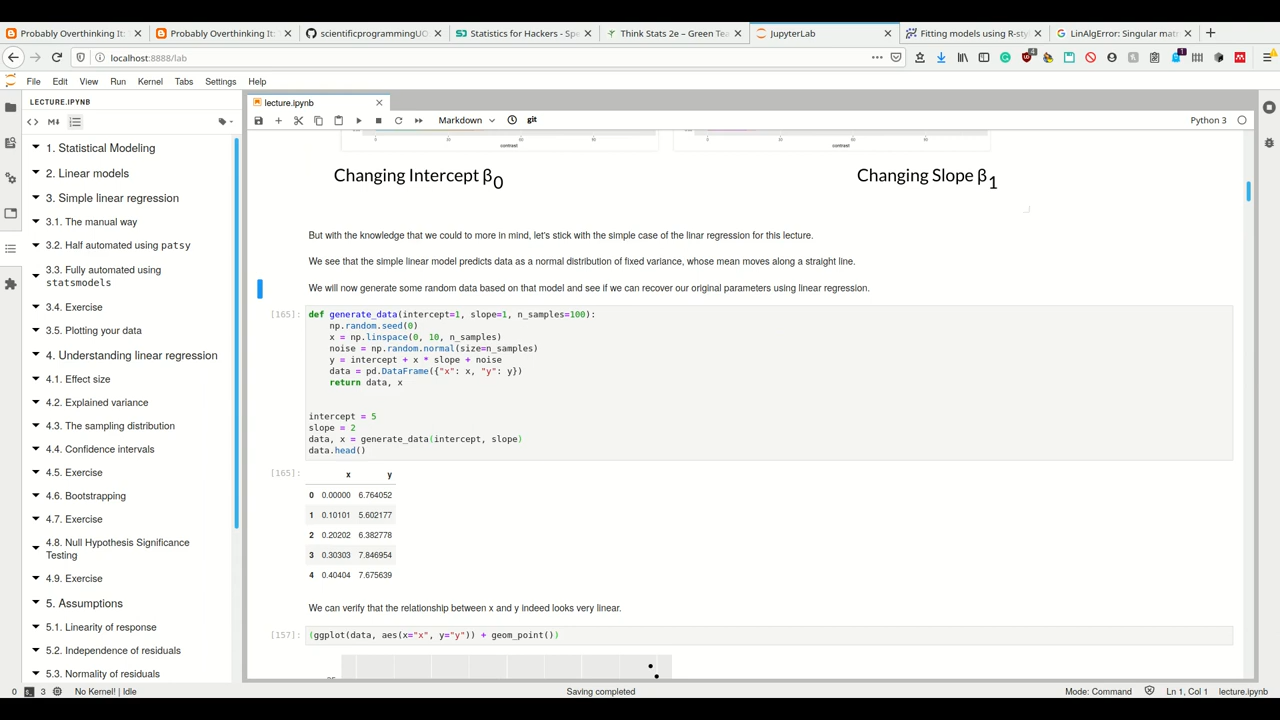 Probably Overthinking It:
Probably Overthinking It:
scientificprogrammingUO
Statistics for Hackers - Spe
Think Stats 2e – Green Tea
JupyterLab
Fitting models using R-sty
LinAlgError: Singular mat
localhost:8888/lab
File Edit View Run Kernel Tabs Settings Help
LECTURE.IPYNB
lecture.ipynb
Markdown
git
Python 3
1. Statistical Modeling
2. Linear models
3. Simple linear regression
3.1. The manual way
3.2. Half automated using patsy
3.3. Fully automated using
statsmodels
3.4. Exercise
3.5. Plotting your data
4. Understanding linear regression
4.1. Effect size
4.2. Explained variance
4.3. The sampling distribution
4.4. Confidence intervals
4.5. Exercise
4.6. Bootstrapping
4.7. Exercise
4.8. Null Hypothesis Significance
Testing
4.9. Exercise
5. Assumptions
5.1. Linearity of response
5.2. Independence of residuals
5.3. Normality of residuals
contrast contrast
Changing Intercept β0 Changing Slope β1
But with the knowledge that we could to more in mind, let's stick with the simple case of the linar regression for this lecture.
We see that the simple linear model predicts data as a normal distribution of fixed variance, whose mean moves along a straight line.
We will now generate some random data based on that model and see if we can recover our original parameters using linear regression.
[165]: def generate_data(intercept=1, slope=1, n_samples=100):
np.random.seed(0)
x = np.linspace(0, 10, n_samples)
noise = np.random.normal(size=n_samples)
y = intercept + x * slope + noise
data = pd.DataFrame({"x": x, "y": y})
return data, x
intercept = 5
slope = 2
data, x = generate_data(intercept, slope)
data.head()
[165]: x y
0 0.00000 6.764052
1 0.10101 5.602177
2 0.20202 6.382778
3 0.30303 7.846954
4 0.40404 7.675639
We can verify that the relationship between x and y indeed looks very linear.
[157]: (ggplot(data, aes(x="x", y="y")) + geom_point())
0 3 No Kernel! | Idle Saving completed Mode: Command Ln 1, Col 1 lecture.ipynb